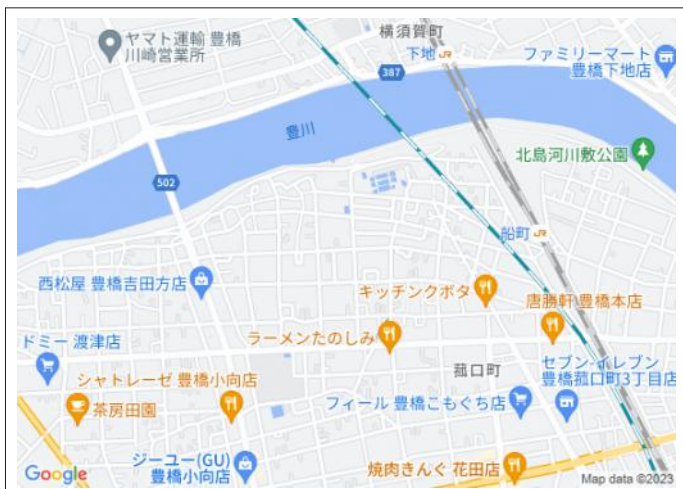 ヤマト運輸 豊橋
川崎営業所
横須賀町
下地
JR
ファミリーマート
豊橋下地店
387
豊川
北島河川敷公園
502
船町
JR
西松屋 豊橋吉田方店
キッチンクボタ
唐勝軒 豊橋本店
ドミー 渡津店
ラーメンたのしみ
菰口町
セブン-イレブン
豊橋菰口町3丁目店
シャトレーゼ 豊橋小向店
茶房田園
フィール 豊橋こもぐち店
ジーユー(GU)
豊橋小向店
焼肉きんぐ 花田店
Google
Map data ©2023